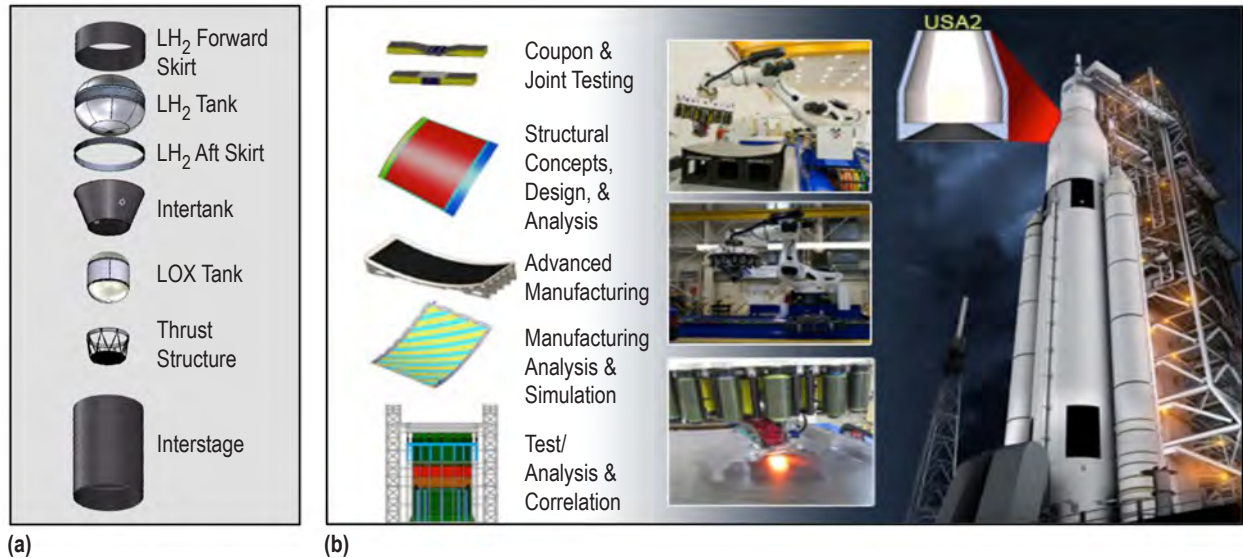 LH2 Forward
Skirt
LH2 Tank
LH2 Aft Skirt
Intertank
LOX Tank
Thrust
Structure
Interstage
(a)
Coupon &
Joint Testing
Structural
Concepts,
Design, &
Analysis
Advanced
Manufacturing
Manufacturing
Analysis &
Simulation
Test/
Analysis &
Correlation
USA2
(b)